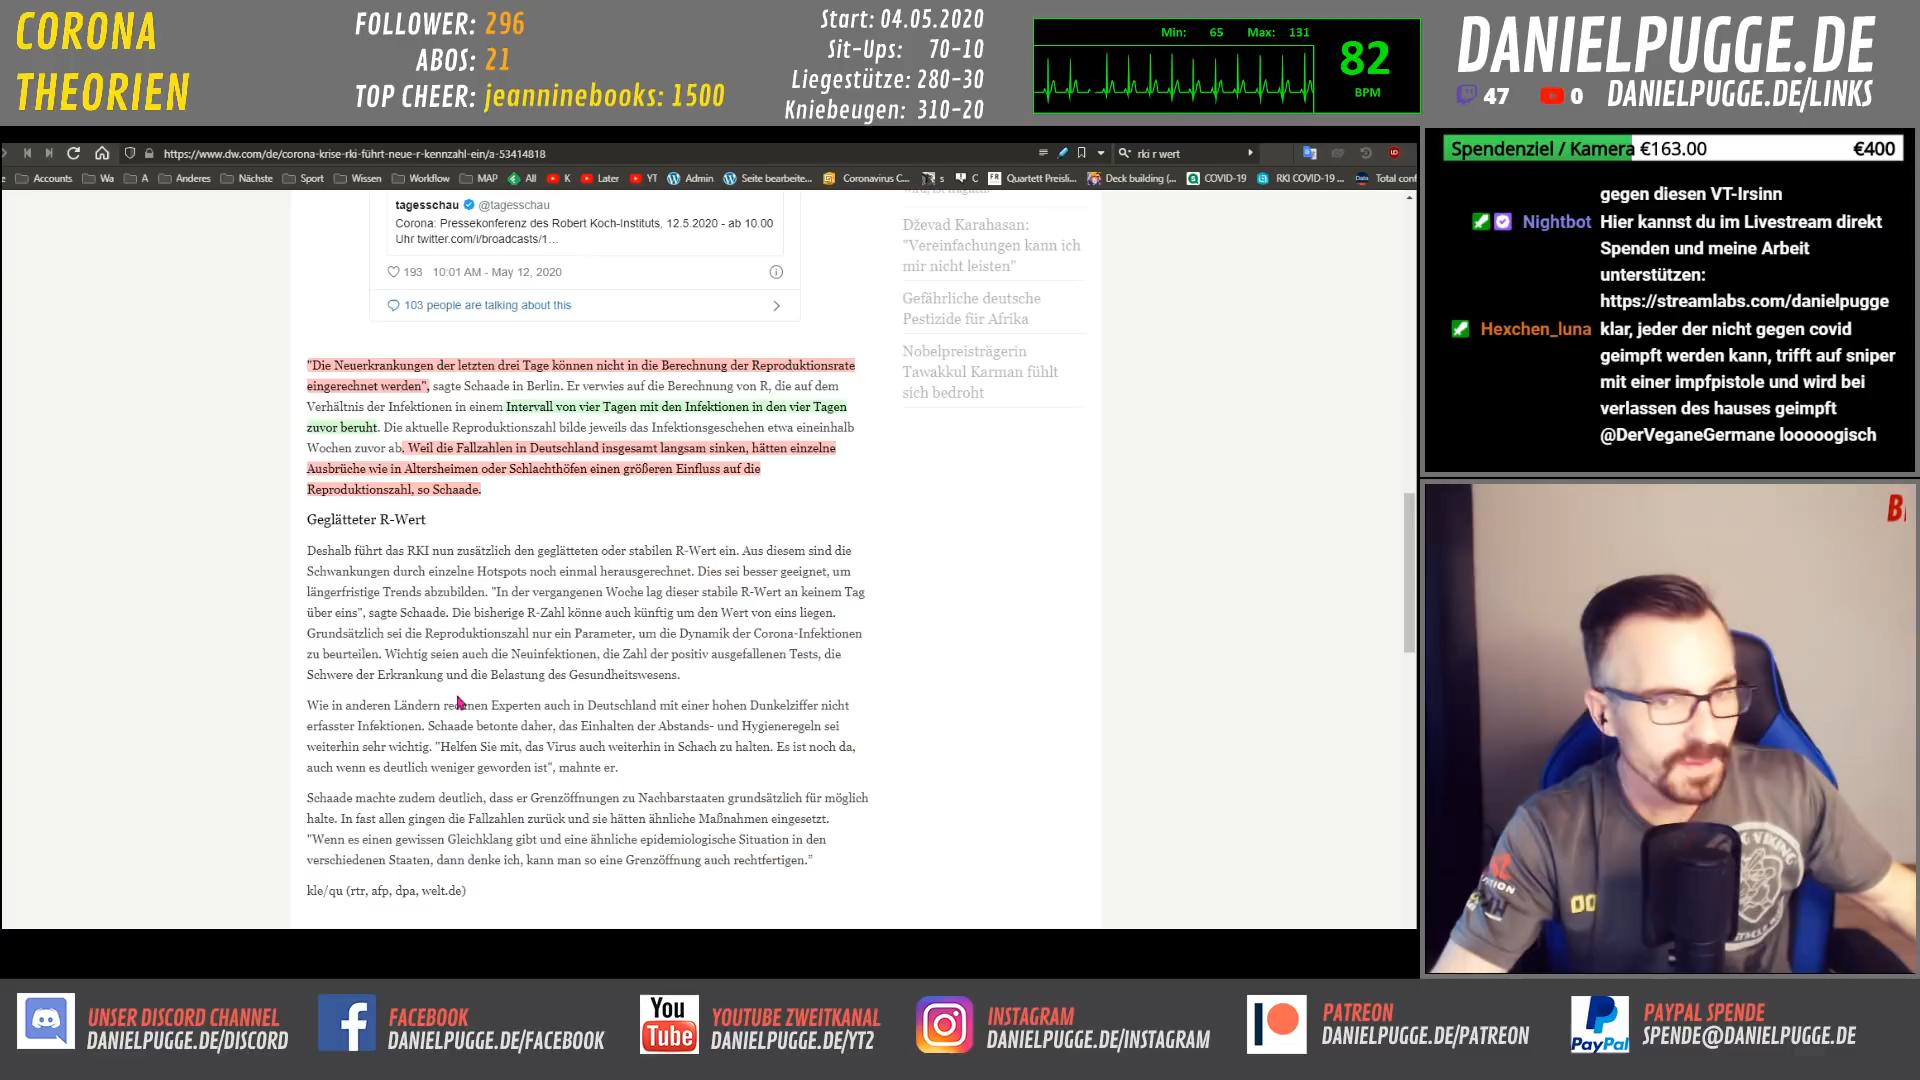 CORONA
THEORIEN
FOLLOWER: 296
ABOS: 21
TOP CHEER: jeanninebooks: 1500
Start: 04.05.2020
Sit-Ups: 70-10
Liegestütze: 280-30
Kniebeugen: 310-20
Min: 65 Max: 131
82
BPM
DANIELPUGGE.DE
47 0 DANIELPUGGE.DE/LINKS
https://www.dw.com/de/corona-krise-rki-führt-neue-r-kennzahl-ein/a-53414818
rki r wert
Accounts Wa A Anderes Nächste Sport Wissen Workflow MAP All K Later YT Admin Seite bearbeite... Coronavirus C... s C Quartett Preisli... Deck building (... COVID-19 RKI COVID-19 ... Total conf
tagesschau @tagesschau
Corona: Pressekonferenz des Robert Koch-Instituts, 12.5.2020 - ab 10.00
Uhr twitter.com/i/broadcasts/1...
193 10:01 AM - May 12, 2020
103 people are talking about this
"Die Neuerkrankungen der letzten drei Tage können nicht in die Berechnung der Reproduktionsrate
eingerechnet werden", sagte Schaade in Berlin. Er verwies auf die Berechnung von R, die auf dem
Verhältnis der Infektionen in einem Intervall von vier Tagen mit den Infektionen in den vier Tagen
zuvor beruht. Die aktuelle Reproduktionszahl bilde jeweils das Infektionsgeschehen etwa eineinhalb
Wochen zuvor ab. Weil die Fallzahlen in Deutschland insgesamt langsam sinken, hätten einzelne
Ausbrüche wie in Altersheimen oder Schlachthöfen einen größeren Einfluss auf die
Reproduktionszahl, so Schaade.
Geglätteter R-Wert
Deshalb führt das RKI nun zusätzlich den geglätteten oder stabilen R-Wert ein. Aus diesem sind die
Schwankungen durch einzelne Hotspots noch einmal herausgerechnet. Dies sei besser geeignet, um
längerfristige Trends abzubilden. "In der vergangenen Woche lag dieser stabile R-Wert an keinem Tag
über eins", sagte Schaade. Die bisherige R-Zahl könne auch künftig um den Wert von eins liegen.
Grundsätzlich sei die Reproduktionszahl nur ein Parameter, um die Dynamik der Corona-Infektionen
zu beurteilen. Wichtig seien auch die Neuinfektionen, die Zahl der positiv ausgefallenen Tests, die
Schwere der Erkrankung und die Belastung des Gesundheitswesens.
Wie in anderen Ländern rechnen Experten auch in Deutschland mit einer hohen Dunkelziffer nicht
erfasster Infektionen. Schaade betonte daher, das Einhalten der Abstands- und Hygieneregeln sei
weiterhin sehr wichtig. "Helfen Sie mit, das Virus auch weiterhin in Schach zu halten. Es ist noch da,
auch wenn es deutlich weniger geworden ist", mahnte er.
Schaade machte zudem deutlich, dass er Grenzöffnungen zu Nachbarstaaten grundsätzlich für möglich
halte. In fast allen gingen die Fallzahlen zurück und sie hätten ähnliche Maßnahmen eingesetzt.
"Wenn es einen gewissen Gleichklang gibt und eine ähnliche epidemiologische Situation in den
verschiedenen Staaten, dann denke ich, kann man so eine Grenzöffnung auch rechtfertigen."
kle/qu (rtr, afp, dpa, welt.de)
Dževad Karahasan:
"Vereinfachungen kann ich
mir nicht leisten"
Gefährliche deutsche
Pestizide für Afrika
Nobelpreisträgerin
Tawakkul Karman fühlt
sich bedroht
Spendenziel / Kamera €163.00 €400
gegen diesen VT-Irsinn
Nightbot Hier kannst du im Livestream direkt
Spenden und meine Arbeit
unterstützen:
https://streamlabs.com/danielpugge
Hexchen_luna klar, jeder der nicht gegen covid
geimpft werden kann, trifft auf sniper
mit einer impfpistole und wird bei
verlassen des hauses geimpft
@DerVeganeGermane looooogisch
UNSER DISCORD CHANNEL
DANIELPUGGE.DE/DISCORD
FACEBOOK
DANIELPUGGE.DE/FACEBOOK
You
Tube
YOUTUBE ZWEITKANAL
DANIELPUGGE.DE/YT2
INSTAGRAM
DANIELPUGGE.DE/INSTAGRAM
PATREON
DANIELPUGGE.DE/PATREON
PayPal
PAYPAL SPENDE
SPENDE@DANIELPUGGE.DE